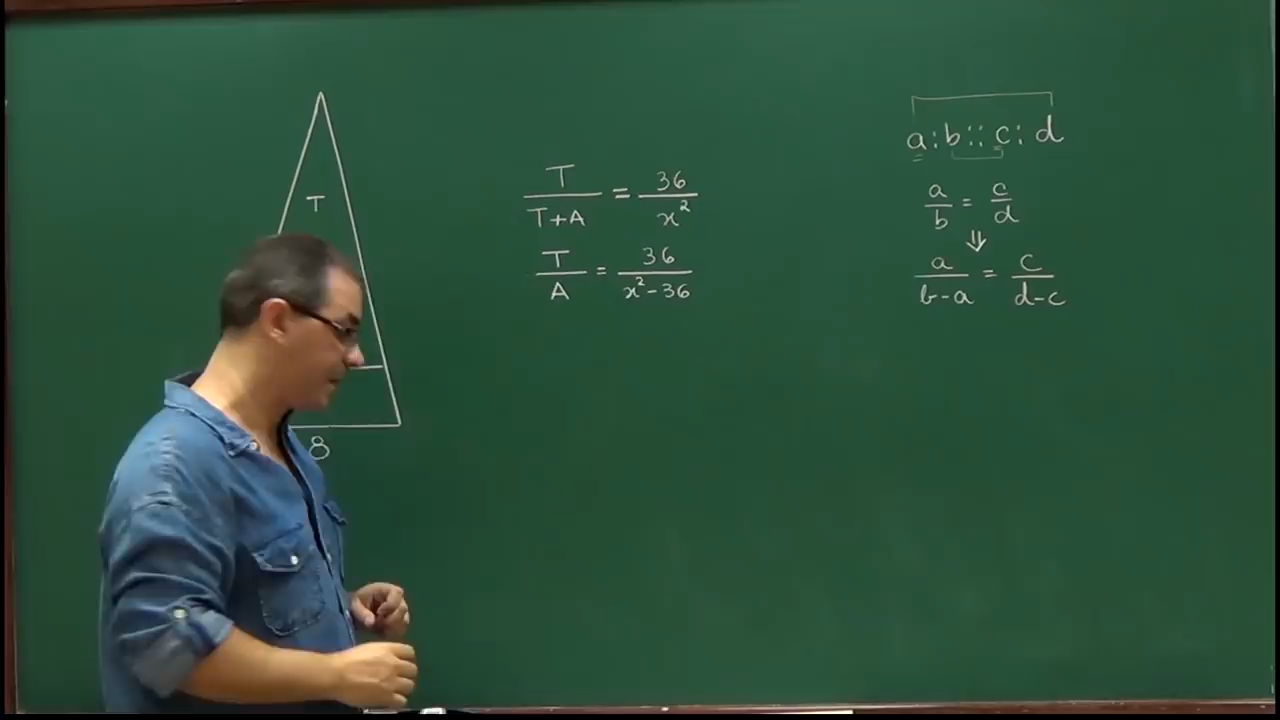 T
8
T/(T+A) = 36/x²
T/A = 36/(x²-36)
a:b::c:d
a/b = c/d
⇓
a/(b-a) = c/(d-c)